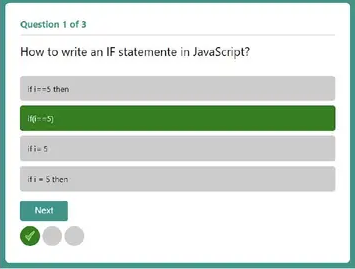 Question 1 of 3
How to write an IF statemente in JavaScript?
if i==5 then
if(i==5)
if i= 5
if i = 5 then
Next